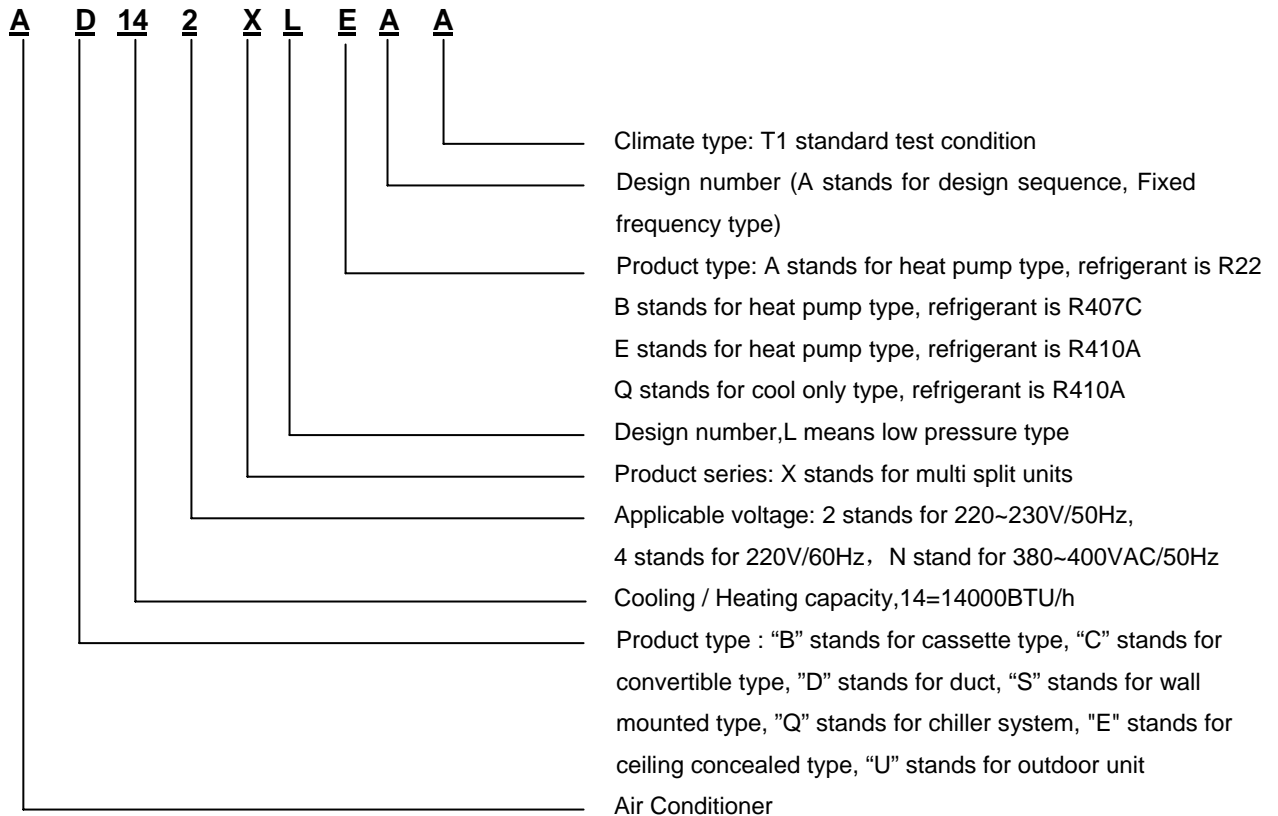 A D 14 2 X L E A A
Climate type: T1 standard test condition
Design number (A stands for design sequence, Fixed
frequency type)
Product type: A stands for heat pump type, refrigerant is R22
B stands for heat pump type, refrigerant is R407C
E stands for heat pump type, refrigerant is R410A
Q stands for cool only type, refrigerant is R410A
Design number,L means low pressure type
Product series: X stands for multi split units
Applicable voltage: 2 stands for 220~230V/50Hz,
4 stands for 220V/60Hz，N stand for 380~400VAC/50Hz
Cooling / Heating capacity,14=14000BTU/h
Product type : “B” stands for cassette type, “C” stands for
convertible type, ”D” stands for duct, “S” stands for wall
mounted type, ”Q” stands for chiller system, "E" stands for
ceiling concealed type, “U” stands for outdoor unit
Air Conditioner